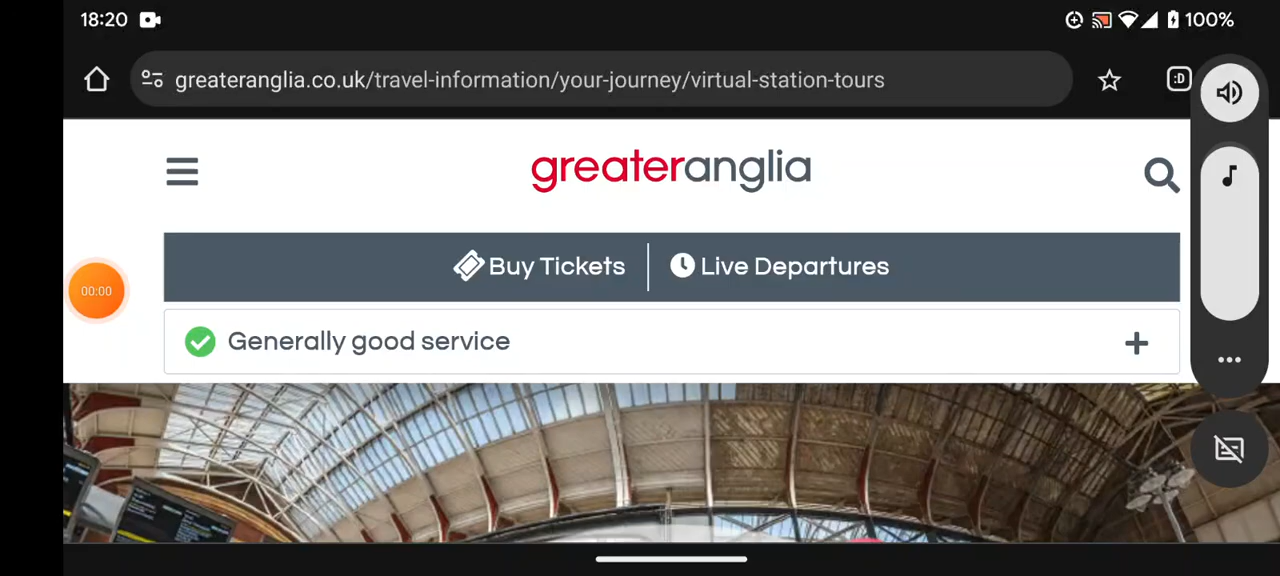 18:20
100%
greateranglia.co.uk/travel-information/your-journey/virtual-station-tours
:D
greateranglia
Buy Tickets
Live Departures
00:00
Generally good service